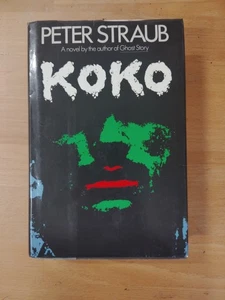 PETER STRAUB
A novel by the author of Ghost Story
KOKO